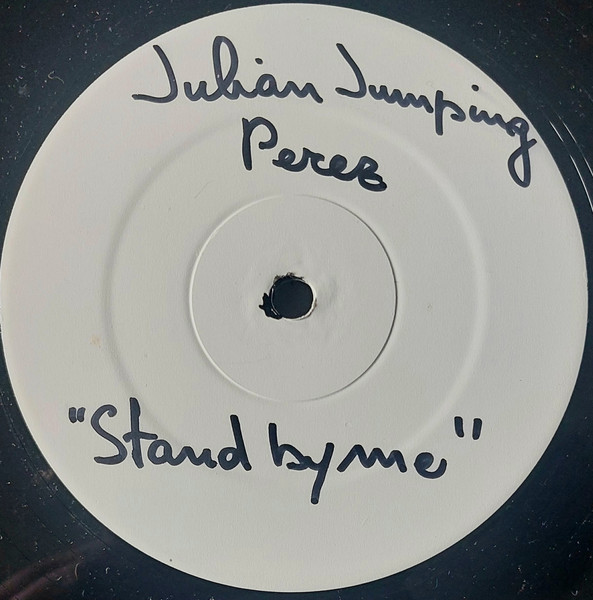 Julian Jumping
Perez
"Stand by me"